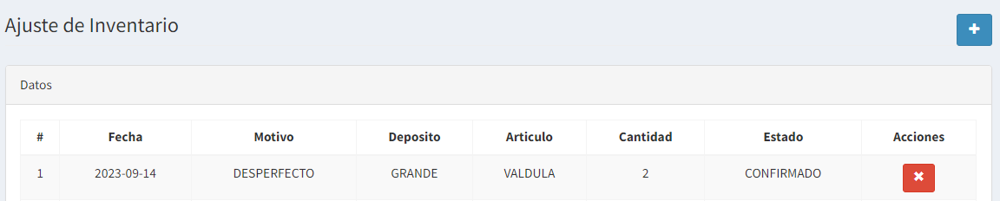 Ajuste de Inventario
Datos
# Fecha Motivo Deposito Articulo Cantidad Estado Acciones
1 2023-09-14 DESPERFECTO GRANDE VALDULA 2 CONFIRMADO